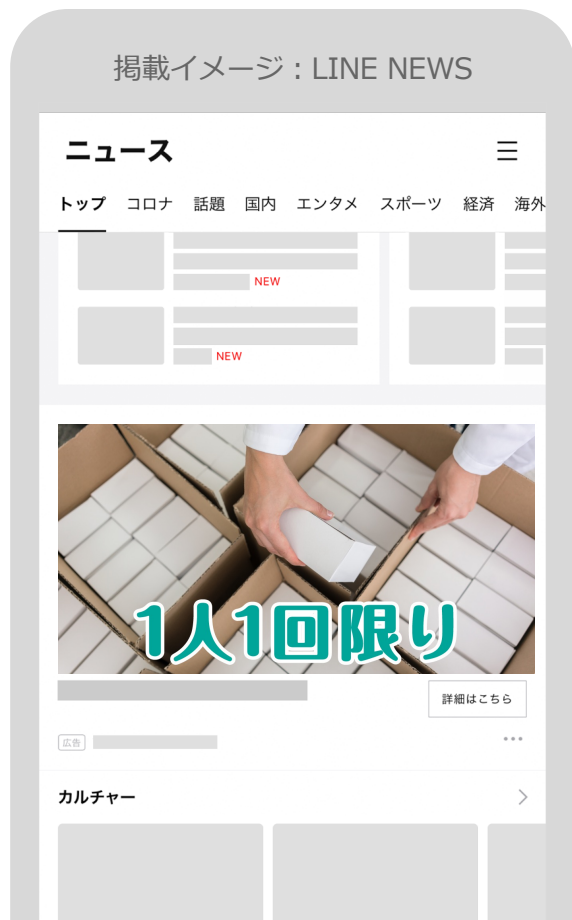 掲載イメージ：LINE NEWS
ニュース
トップ コロナ 話題 国内 エンタメ スポーツ 経済 海外
NEW
NEW
1人1回限り
詳細はこちら
広告
カルチャー